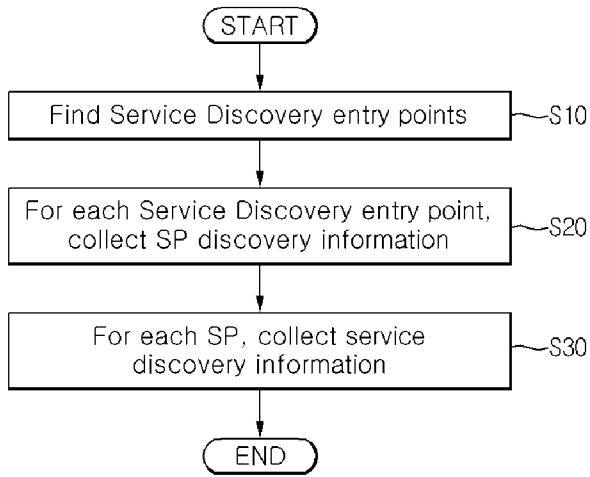 START
Find Service Discovery entry points
S10
For each Service Discovery entry point,
collect SP discovery information
S20
For each SP, collect service
discovery information
S30
END